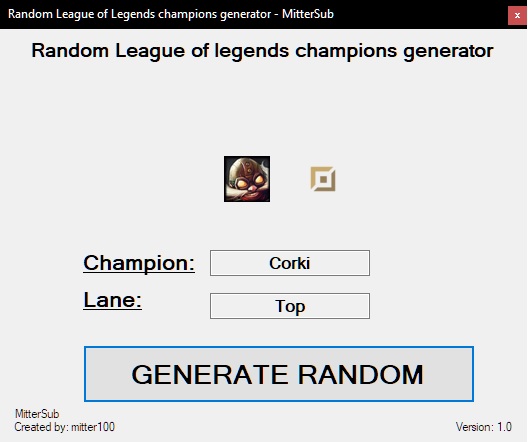 Random League of Legends champions generator - MitterSub
x
Random League of legends champions generator
Champion:
Corki
Lane:
Top
GENERATE RANDOM
MitterSub
Created by: mitter100
Version: 1.0